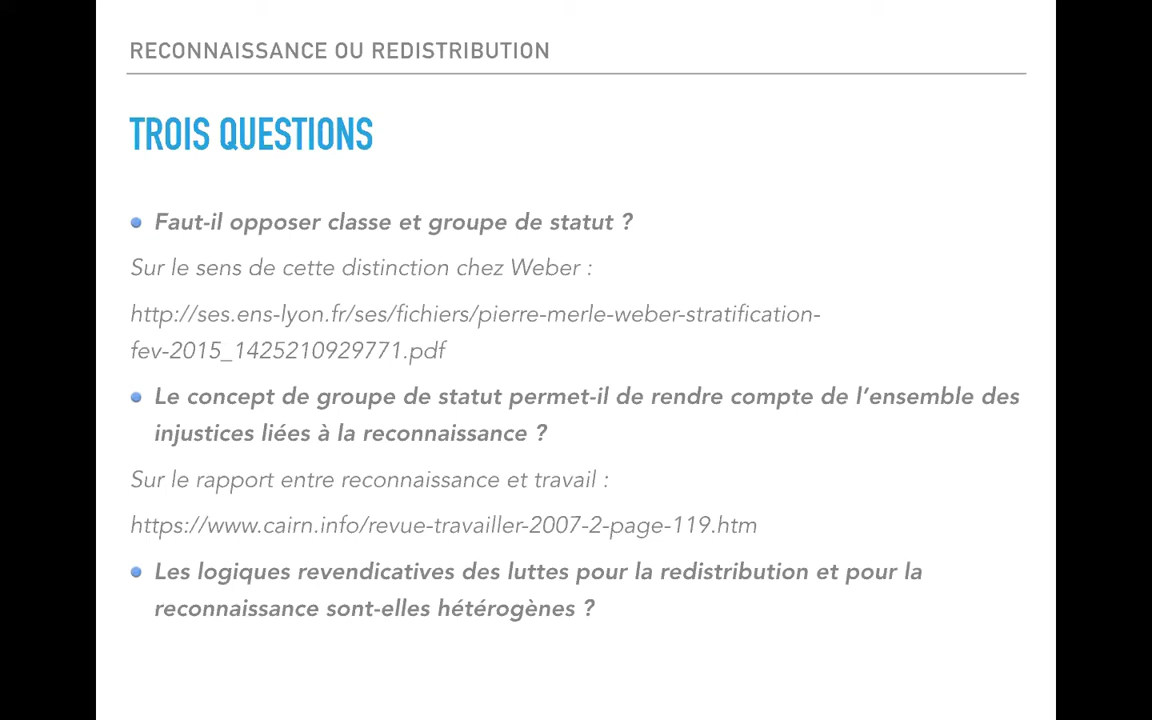 RECONNAISSANCE OU REDISTRIBUTION
TROIS QUESTIONS
Faut-il opposer classe et groupe de statut ?
Sur le sens de cette distinction chez Weber :
http://ses.ens-lyon.fr/ses/fichiers/pierre-merle-weber-stratification-
fev-2015_1425210929771.pdf
Le concept de groupe de statut permet-il de rendre compte de l’ensemble des
injustices liées à la reconnaissance ?
Sur le rapport entre reconnaissance et travail :
https://www.cairn.info/revue-travailler-2007-2-page-119.htm
Les logiques revendicatives des luttes pour la redistribution et pour la
reconnaissance sont-elles hétérogènes ?